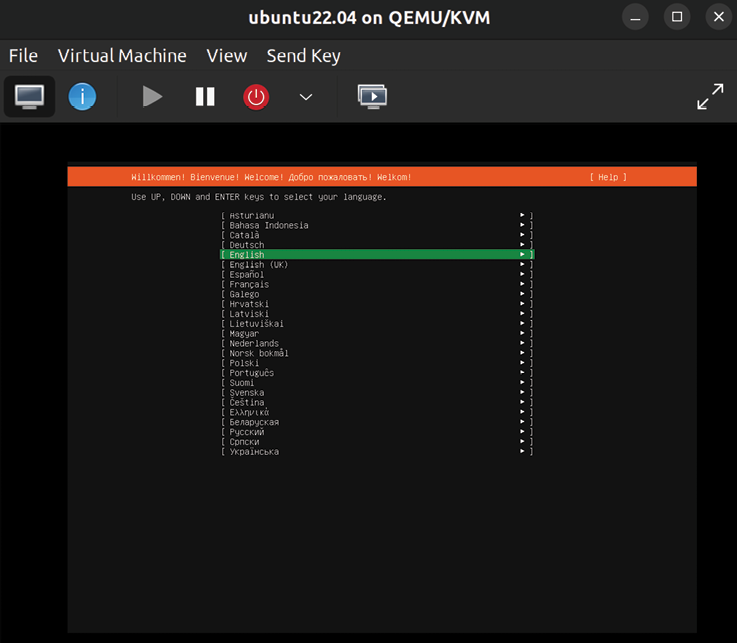 ubuntu22.04 on QEMU/KVM
File Virtual Machine View Send Key
Willkommen! Bienvenue! Welcome! Добро пожаловать! Welkom! [ Help ]
Use UP, DOWN and ENTER keys to select your language.
[ Asturianu ► ]
[ Bahasa Indonesia ► ]
[ Català ► ]
[ Deutsch ► ]
[ English ► ]
[ English (UK) ► ]
[ Español ► ]
[ Français ► ]
[ Galego ► ]
[ Hrvatski ► ]
[ Latviski ► ]
[ Lietuviškai ► ]
[ Magyar ► ]
[ Nederlands ► ]
[ Norsk bokmål ► ]
[ Polski ► ]
[ Português ► ]
[ Suomi ► ]
[ Svenska ► ]
[ Čeština ► ]
[ Ελληνικά ► ]
[ Беларуская ► ]
[ Русский ► ]
[ Српски ► ]
[ Українська ► ]